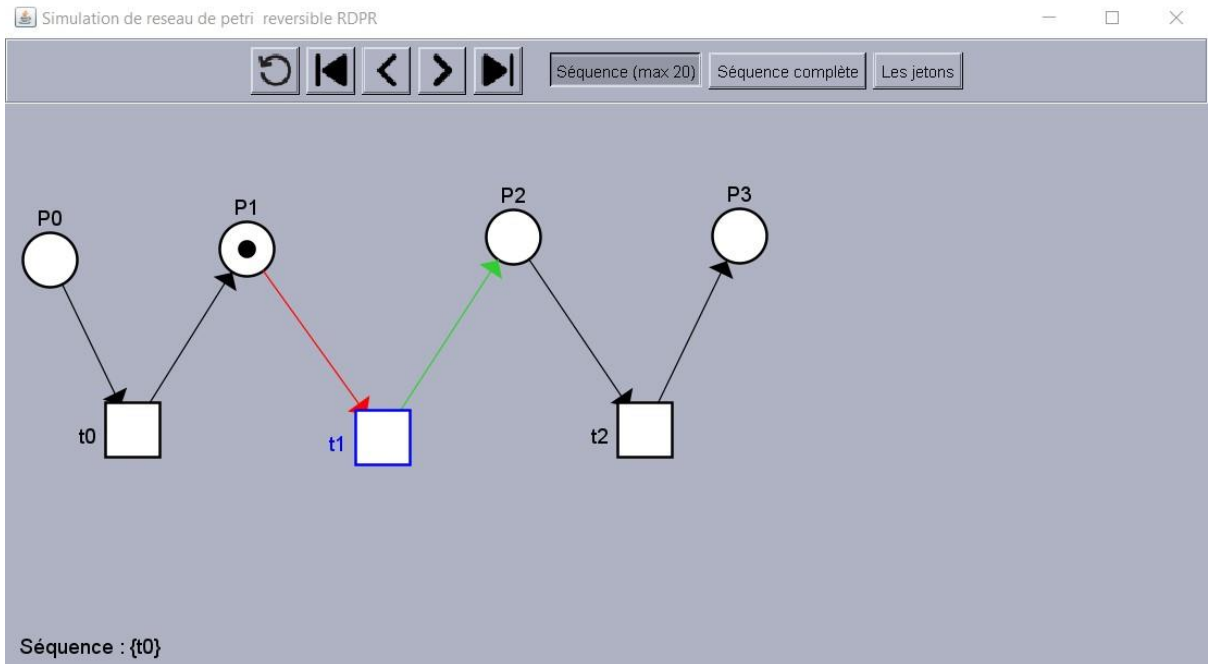 Simulation de reseau de petri reversible RDPR
Séquence (max 20) Séquence complète Les jetons
P0 P1 P2 P3
t0 t1 t2
Séquence : {t0}